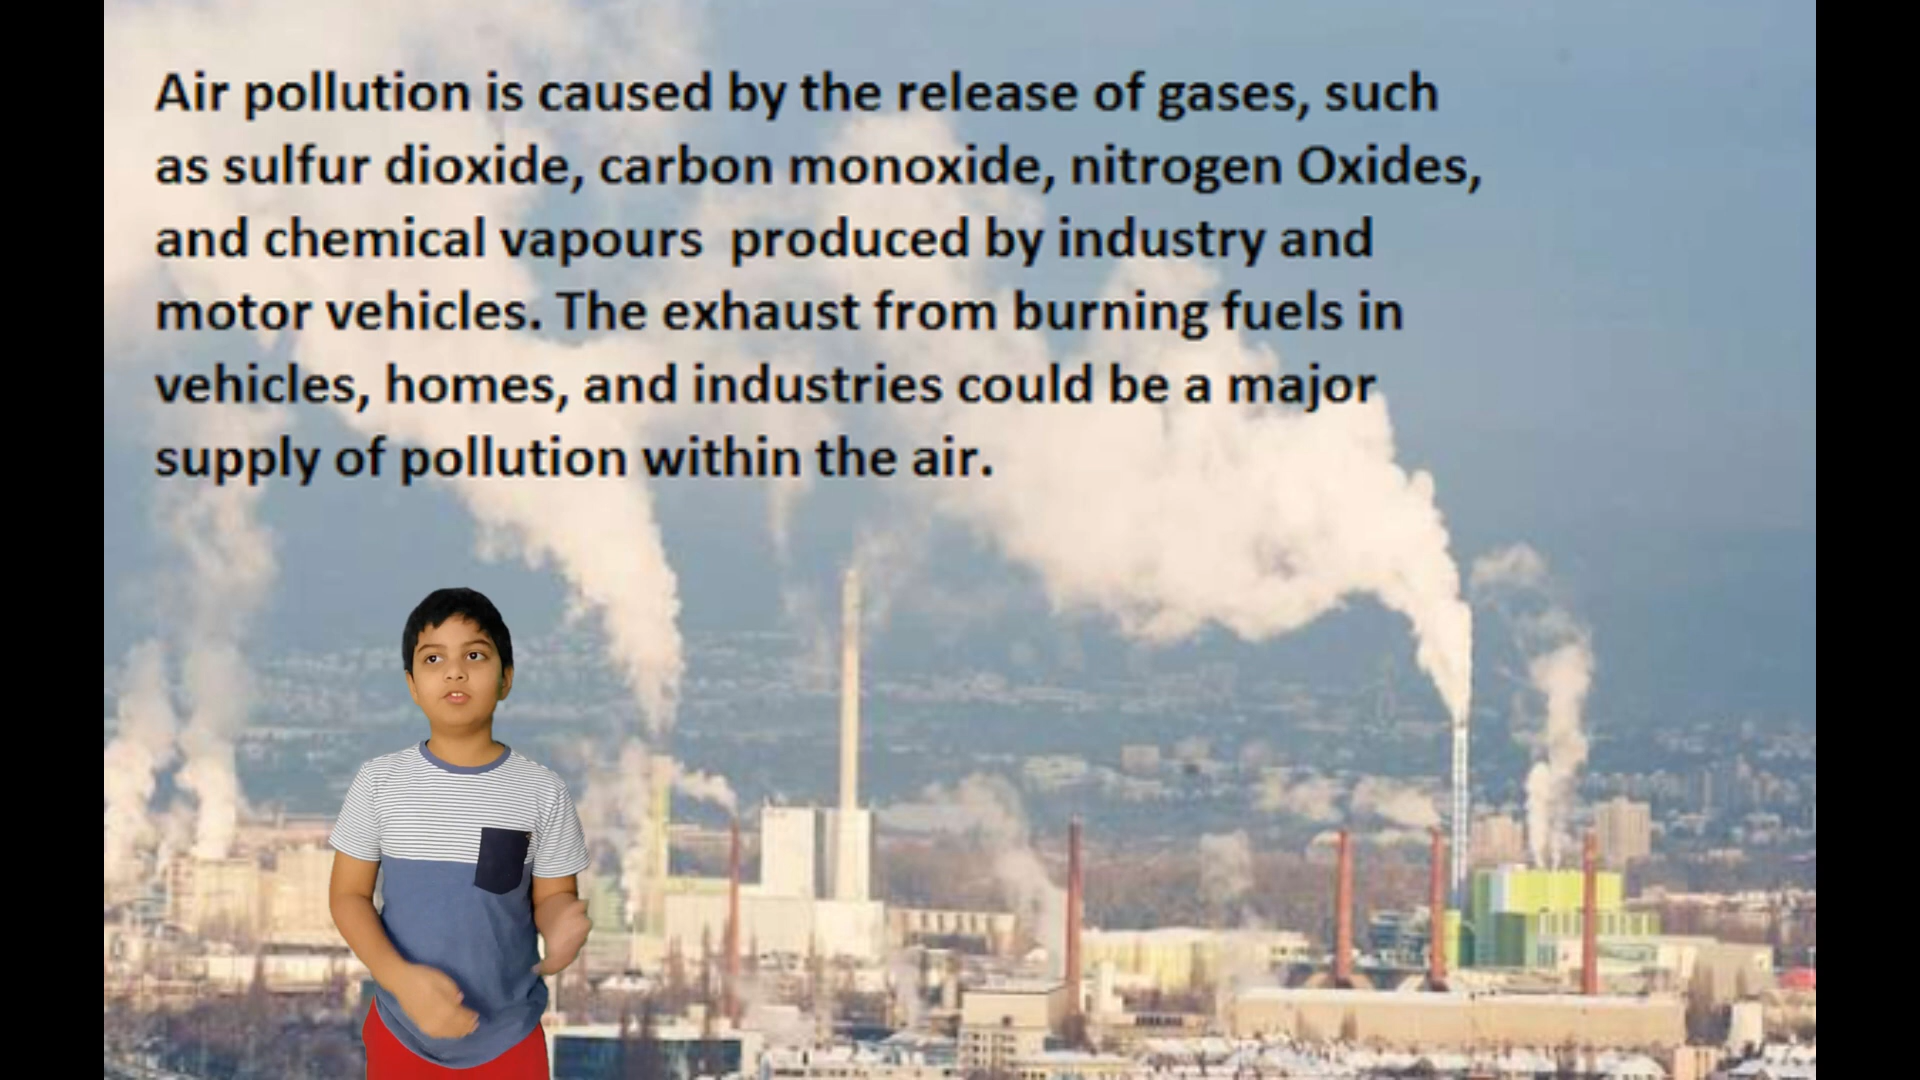 Air pollution is caused by the release of gases, such
as sulfur dioxide, carbon monoxide, nitrogen Oxides,
and chemical vapours  produced by industry and
motor vehicles. The exhaust from burning fuels in
vehicles, homes, and industries could be a major
supply of pollution within the air.